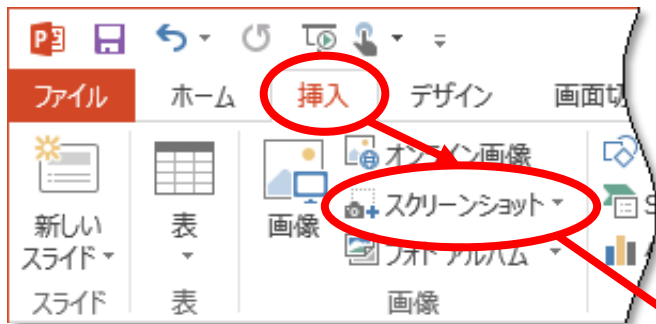 ファイル ホーム 挿入 デザイン 画面切
オンライン画像
スクリーンショット
フォト アルバム
新しい
スライド
表
画像
スライド 表 画像